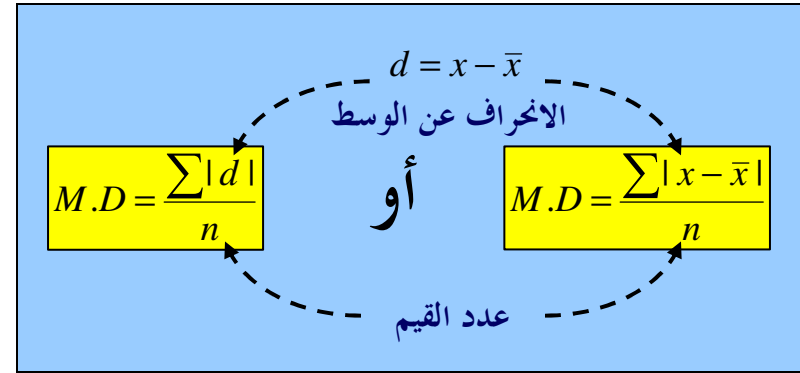 d = x − x̄
الانحراف عن الوسط
M.D = ∑|x − x̄| / n
أو
M.D = ∑|d| / n
عدد القيم